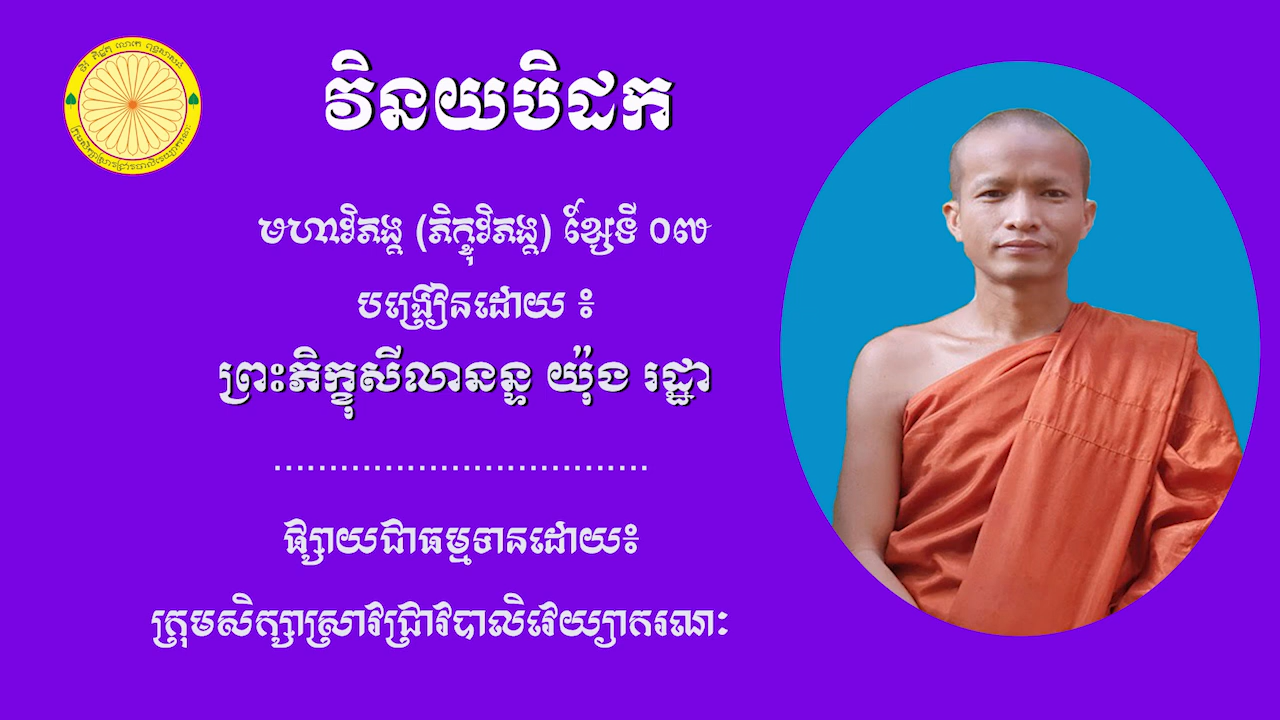 វិនយបិដក
មហាវិភង្គ (ភិក្ខុវិភង្គ) ខ្សែទី ០៧
បង្រៀនដោយ ៖
ព្រះភិក្ខុសីលានន្ទ យ៉ុង រដ្ឋា
..................................
ផ្សាយជាធម្មទានដោយ៖
ក្រុមសិក្សាស្រាវជ្រាវបាលិវេយ្យាករណៈ